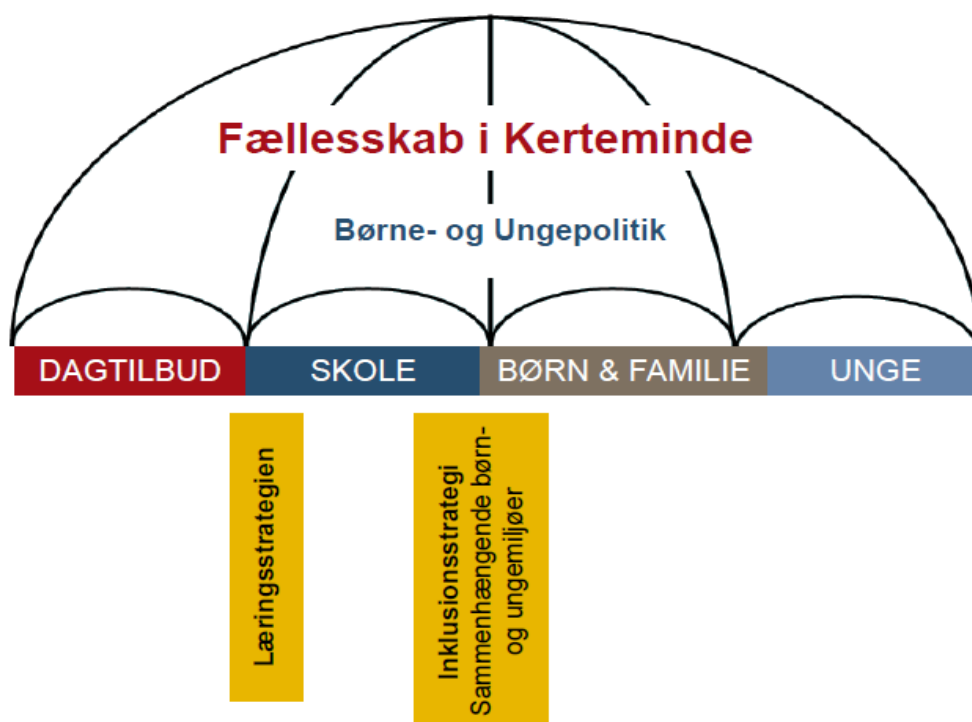 Fællesskab i Kerteminde
Børne- og Ungepolitik
DAGTILBUD
SKOLE
BØRN & FAMILIE
UNGE
Læringsstrategien
Inklusionsstrategi
Sammenhængende børn-
og ungemiljøer